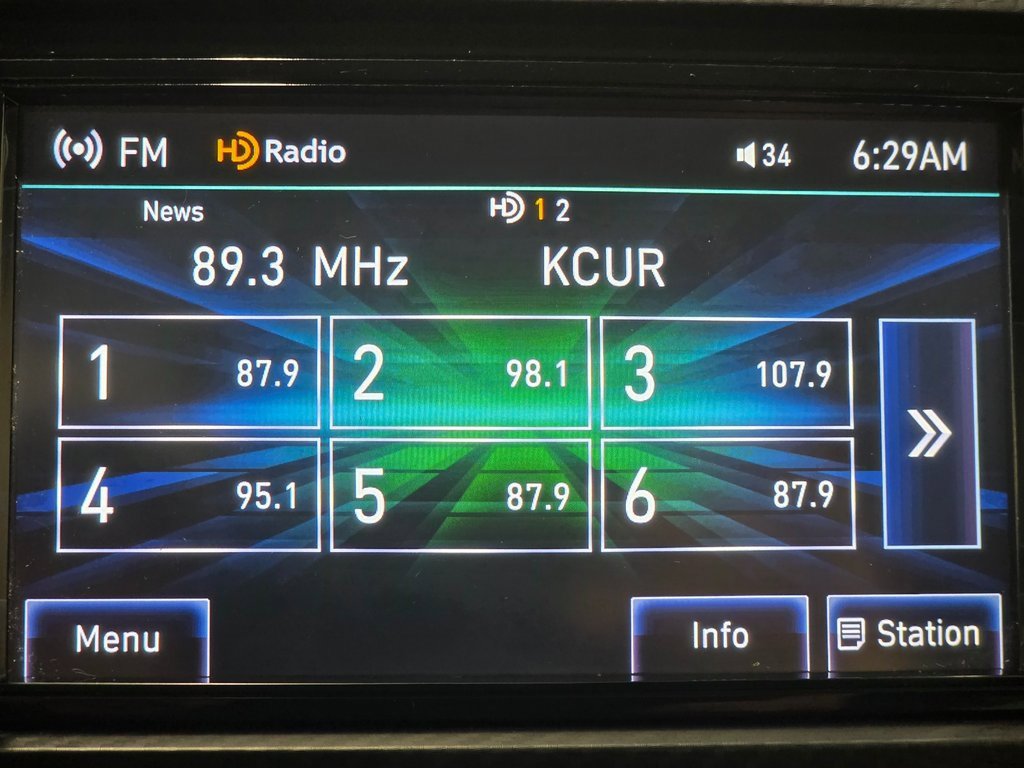 FM HD Radio 34 6:29AM
News HD 1 2
89.3 MHz KCUR
1 87.9 2 98.1 3 107.9
4 95.1 5 87.9 6 87.9
Menu Info Station